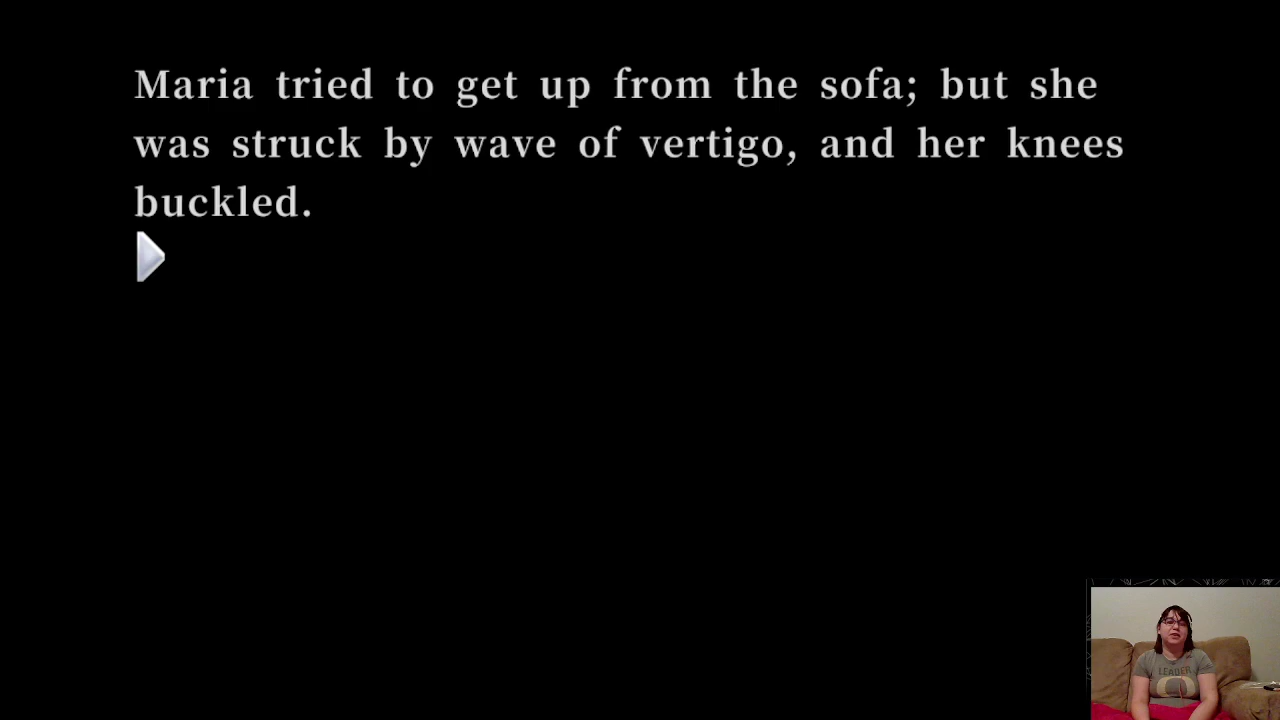 Maria tried to get up from the sofa; but she
was struck by wave of vertigo, and her knees
buckled.
LEADER